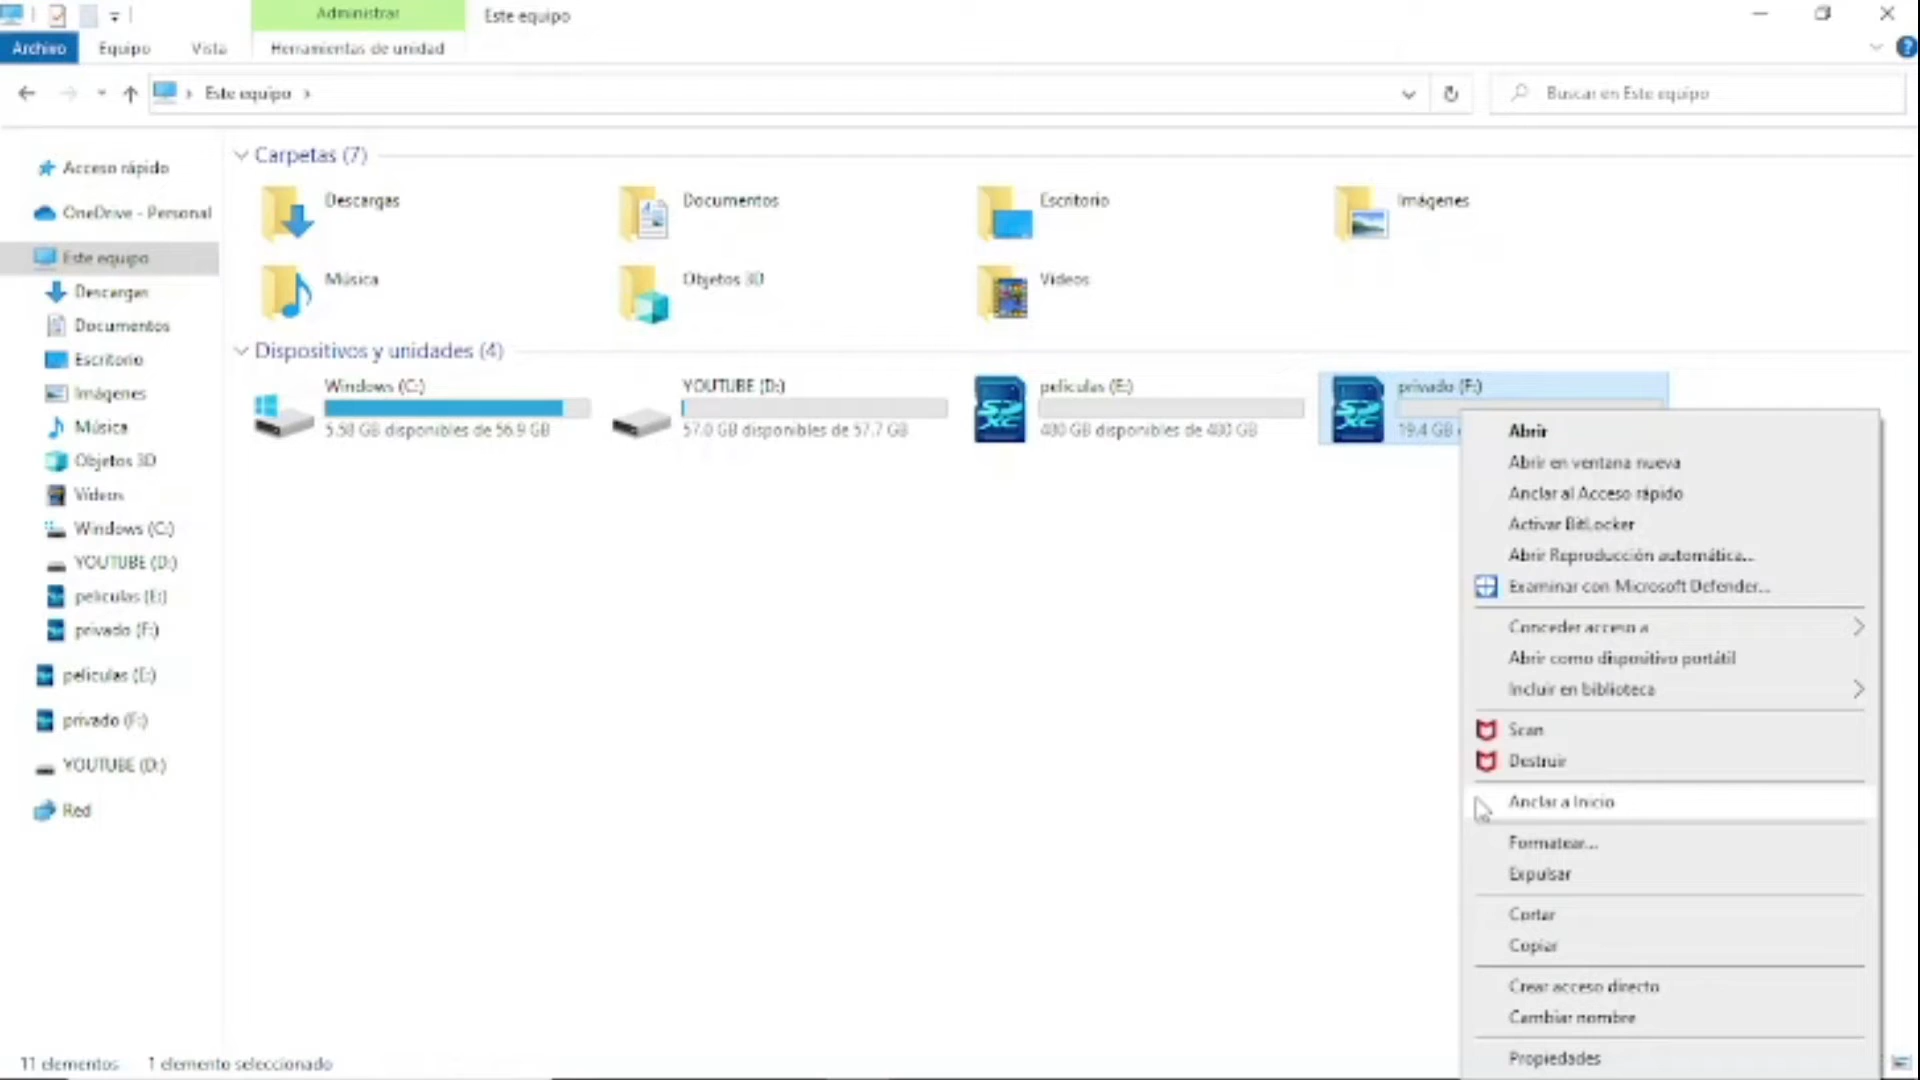 Administrar
Este equipo
Archivo
Equipo
Vista
Herramientas de unidad
Este equipo
Buscar en Este equipo
Acceso rápido
OneDrive - Personal
Este equipo
Descargas
Documentos
Escritorio
Imágenes
Música
Objetos 3D
Vídeos
Windows (C:)
YOUTUBE (D:)
peliculas (E:)
privado (F:)
peliculas (E:)
privado (F:)
YOUTUBE (D:)
Red
Carpetas (7)
Descargas
Documentos
Escritorio
Imágenes
Música
Objetos 3D
Vídeos
Dispositivos y unidades (4)
Windows (C:)
5.58 GB disponibles de 56.9 GB
YOUTUBE (D:)
57.0 GB disponibles de 57.7 GB
peliculas (E:)
480 GB disponibles de 480 GB
privado (F:)
19.4 GB
Abrir
Abrir en ventana nueva
Anclar al Acceso rápido
Activar BitLocker
Abrir Reproducción automática...
Examinar con Microsoft Defender...
Conceder acceso a
Abrir como dispositivo portátil
Incluir en biblioteca
Scan
Destruir
Anclar a Inicio
Formatear...
Expulsar
Cortar
Copiar
Crear acceso directo
Cambiar nombre
Propiedades
11 elementos
1 elemento seleccionado